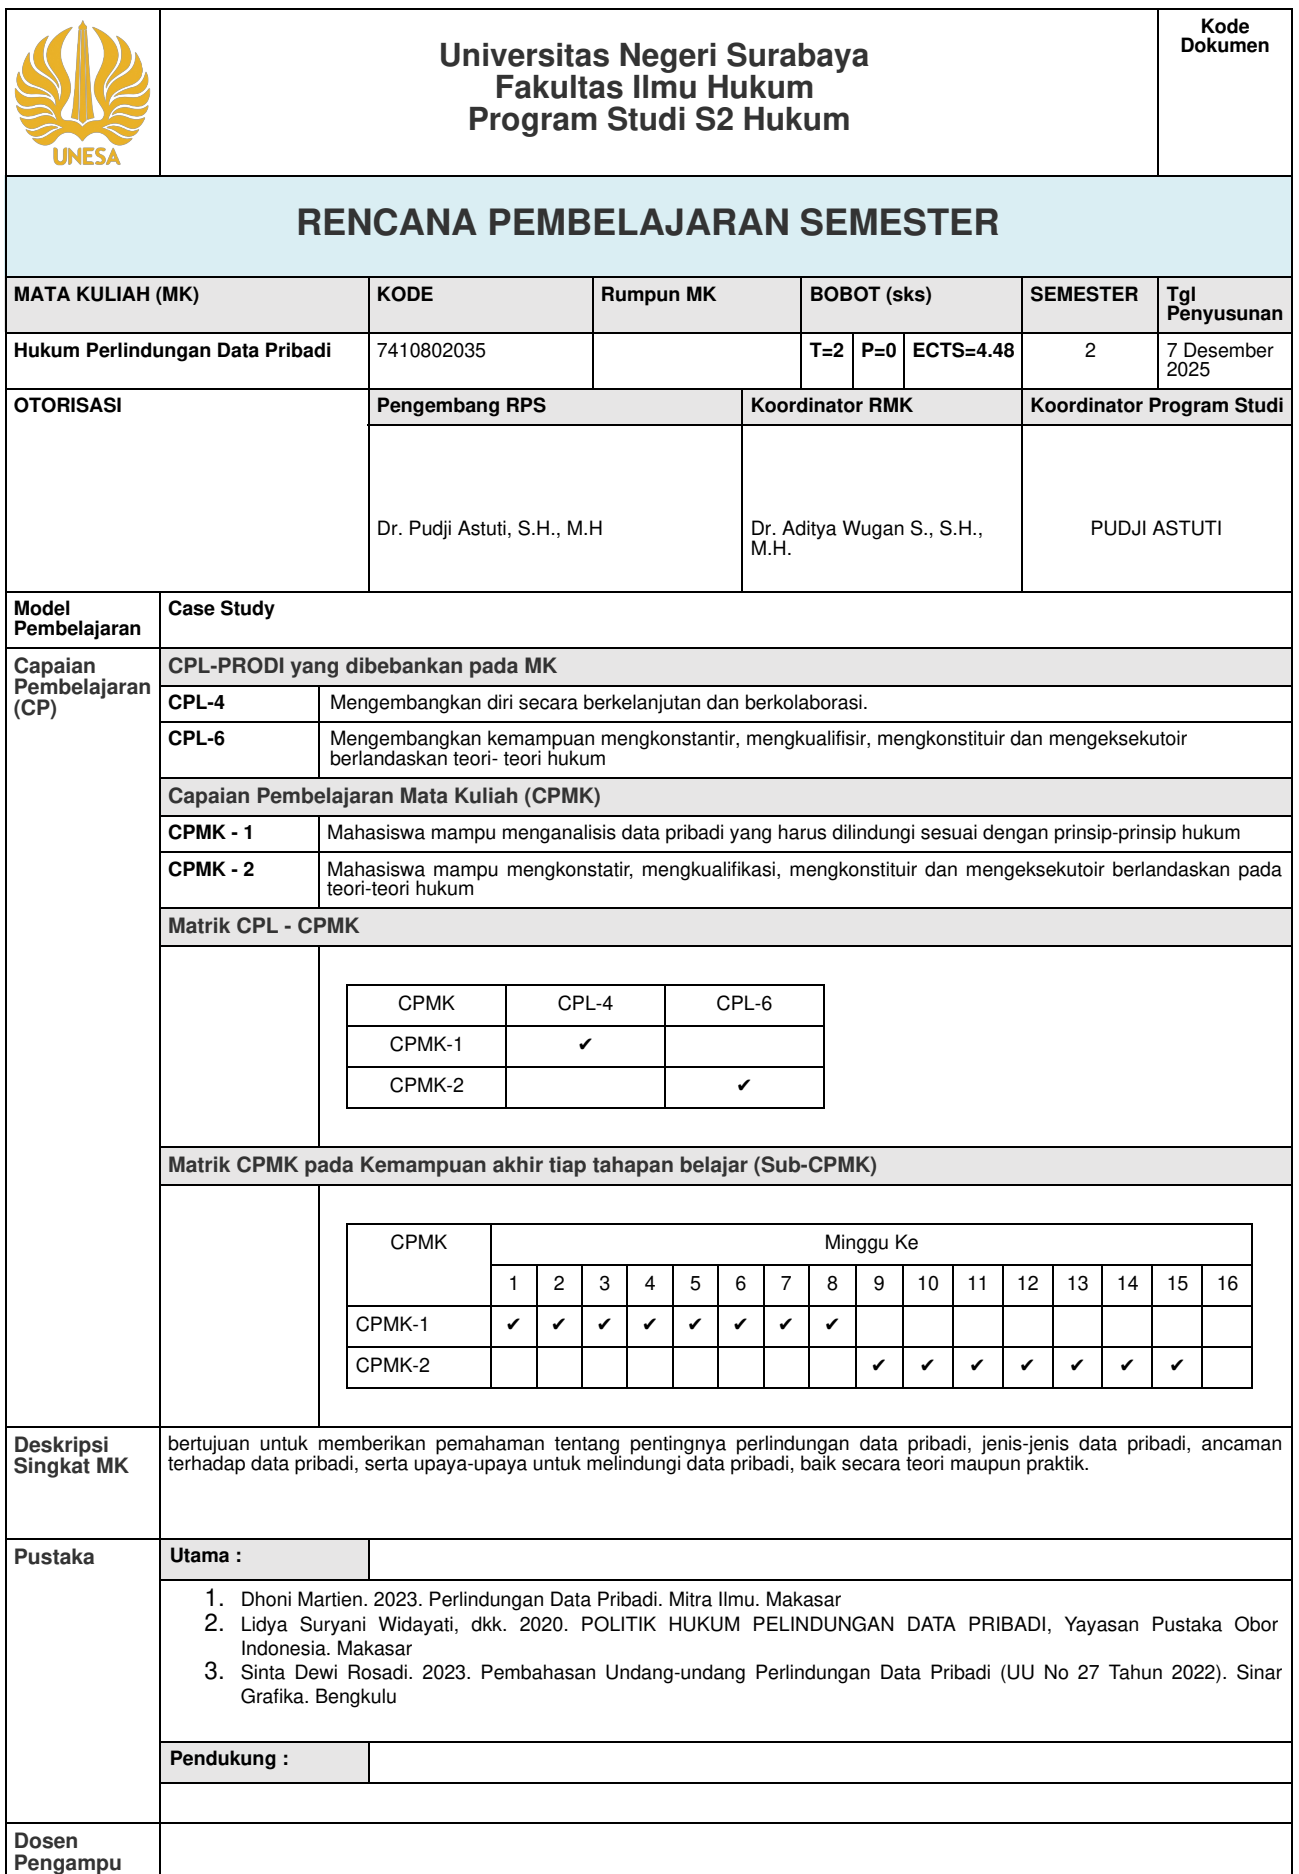 UNESA
Universitas Negeri Surabaya
Fakultas Ilmu Hukum
Program Studi S2 Hukum
Kode
Dokumen
RENCANA PEMBELAJARAN SEMESTER
MATA KULIAH (MK) KODE Rumpun MK BOBOT (sks) SEMESTER Tgl
Penyusunan
Hukum Perlindungan Data Pribadi 7410802035 T=2 P=0 ECTS=4.48 2 7 Desember
2025
OTORISASI Pengembang RPS Koordinator RMK Koordinator Program Studi
Dr. Pudji Astuti, S.H., M.H Dr. Aditya Wugan S., S.H.,
M.H. PUDJI ASTUTI
Model
Pembelajaran Case Study
Capaian
Pembelajaran
(CP)
CPL-PRODI yang dibebankan pada MK
CPL-4 Mengembangkan diri secara berkelanjutan dan berkolaborasi.
CPL-6 Mengembangkan kemampuan mengkonstantir, mengkualifisir, mengkonstituir dan mengeksekutoir
berlandaskan teori- teori hukum
Capaian Pembelajaran Mata Kuliah (CPMK)
CPMK - 1 Mahasiswa mampu menganalisis data pribadi yang harus dilindungi sesuai dengan prinsip-prinsip hukum
CPMK - 2 Mahasiswa mampu mengkonstatir, mengkualifikasi, mengkonstituir dan mengeksekutoir berlandaskan pada
teori-teori hukum
Matrik CPL - CPMK
CPMK CPL-4 CPL-6
CPMK-1 ✔
CPMK-2 ✔
Matrik CPMK pada Kemampuan akhir tiap tahapan belajar (Sub-CPMK)
CPMK Minggu Ke
1 2 3 4 5 6 7 8 9 10 11 12 13 14 15 16
CPMK-1 ✔ ✔ ✔ ✔ ✔ ✔ ✔ ✔
CPMK-2 ✔ ✔ ✔ ✔ ✔ ✔ ✔
Deskripsi
Singkat MK
bertujuan untuk memberikan pemahaman tentang pentingnya perlindungan data pribadi, jenis-jenis data pribadi, ancaman
terhadap data pribadi, serta upaya-upaya untuk melindungi data pribadi, baik secara teori maupun praktik.
Pustaka Utama :
1. Dhoni Martien. 2023. Perlindungan Data Pribadi. Mitra Ilmu. Makasar
2. Lidya Suryani Widayati, dkk. 2020. POLITIK HUKUM PELINDUNGAN DATA PRIBADI, Yayasan Pustaka Obor
Indonesia. Makasar
3. Sinta Dewi Rosadi. 2023. Pembahasan Undang-undang Perlindungan Data Pribadi (UU No 27 Tahun 2022). Sinar
Grafika. Bengkulu
Pendukung :
Dosen
Pengampu